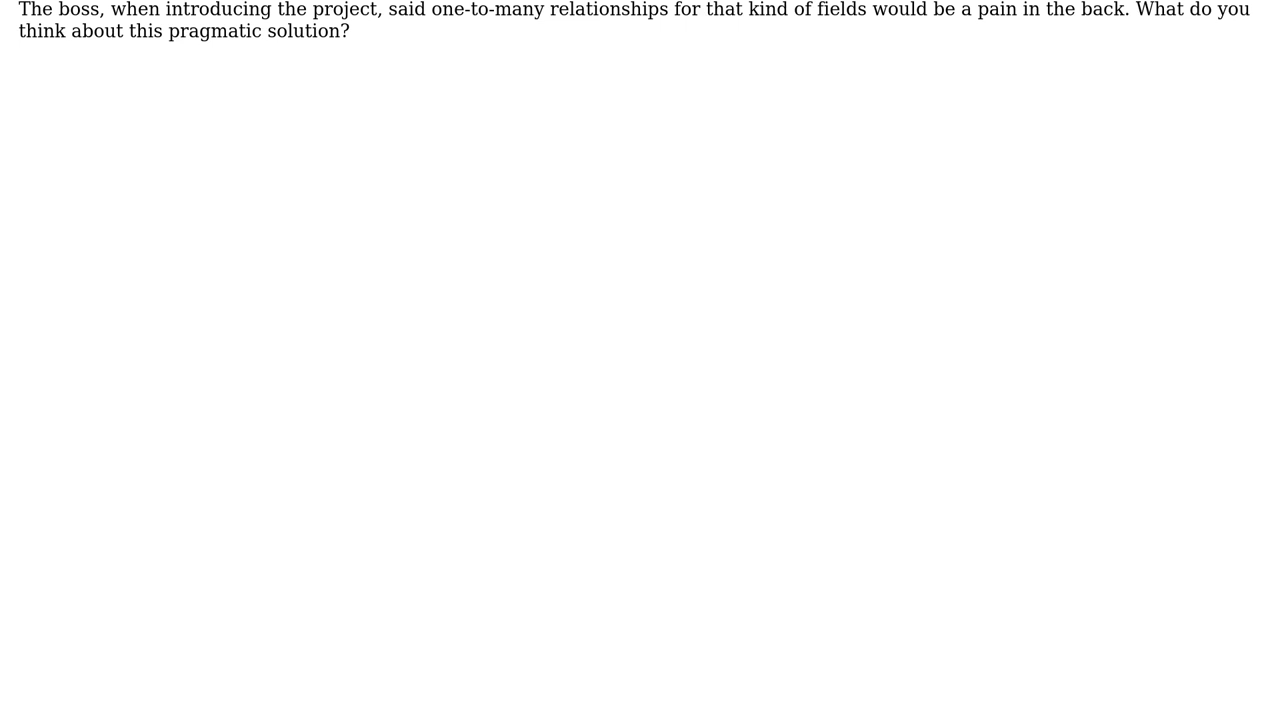 The boss, when introducing the project, said one-to-many relationships for that kind of fields would be a pain in the back. What do you
think about this pragmatic solution?